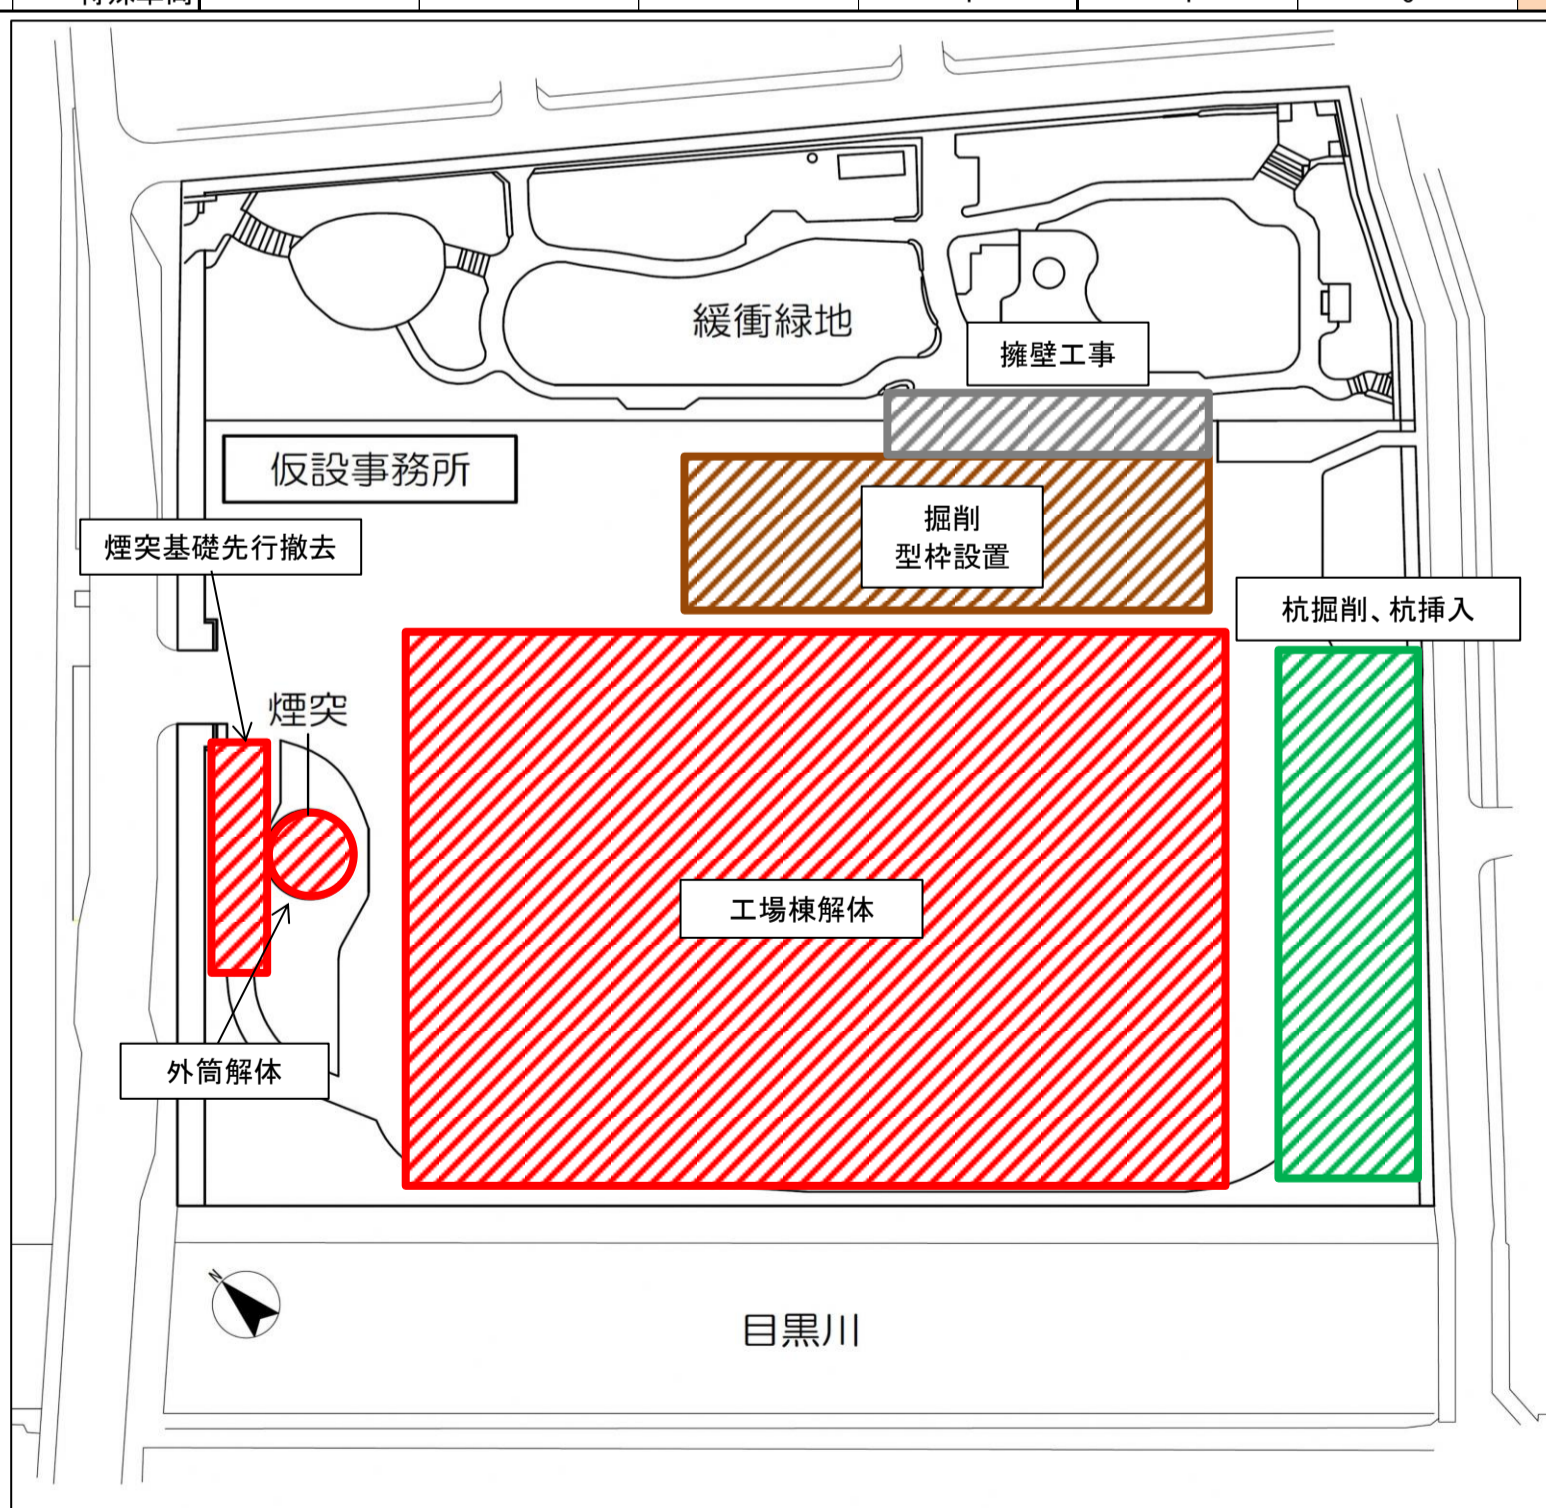 緩衝緑地
擁壁工事
仮設事務所
掘削
型枠設置
煙突基礎先行撤去
杭掘削、杭挿入
煙突
工場棟解体
外筒解体
N
目黒川